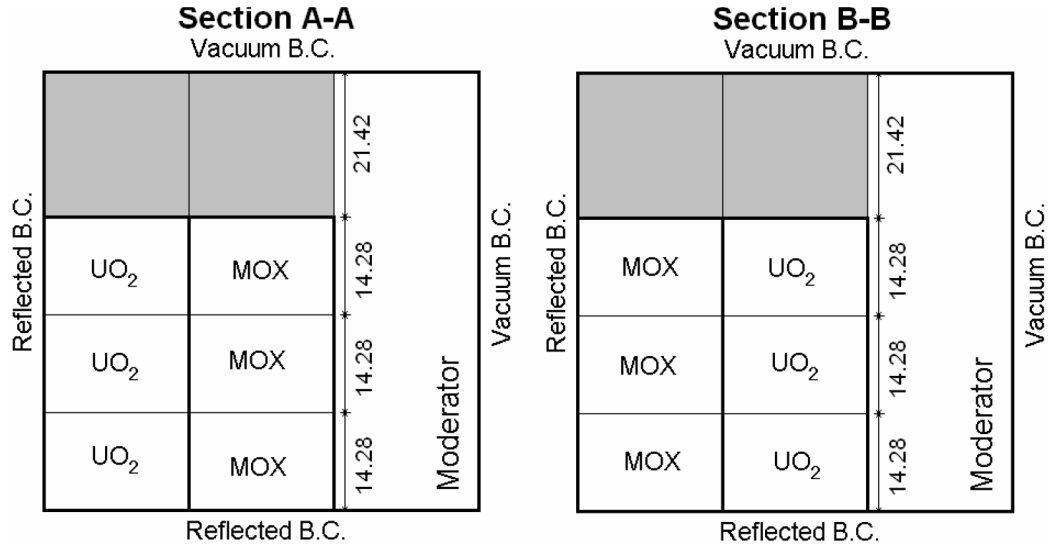 Section A-A
Vacuum B.C.
Reflected B.C.
21.42
UO2 MOX 14.28
UO2 MOX 14.28
UO2 MOX 14.28
Moderator
Vacuum B.C.
Reflected B.C.
Section B-B
Vacuum B.C.
Reflected B.C.
21.42
MOX UO2 14.28
MOX UO2 14.28
MOX UO2 14.28
Moderator
Vacuum B.C.
Reflected B.C.